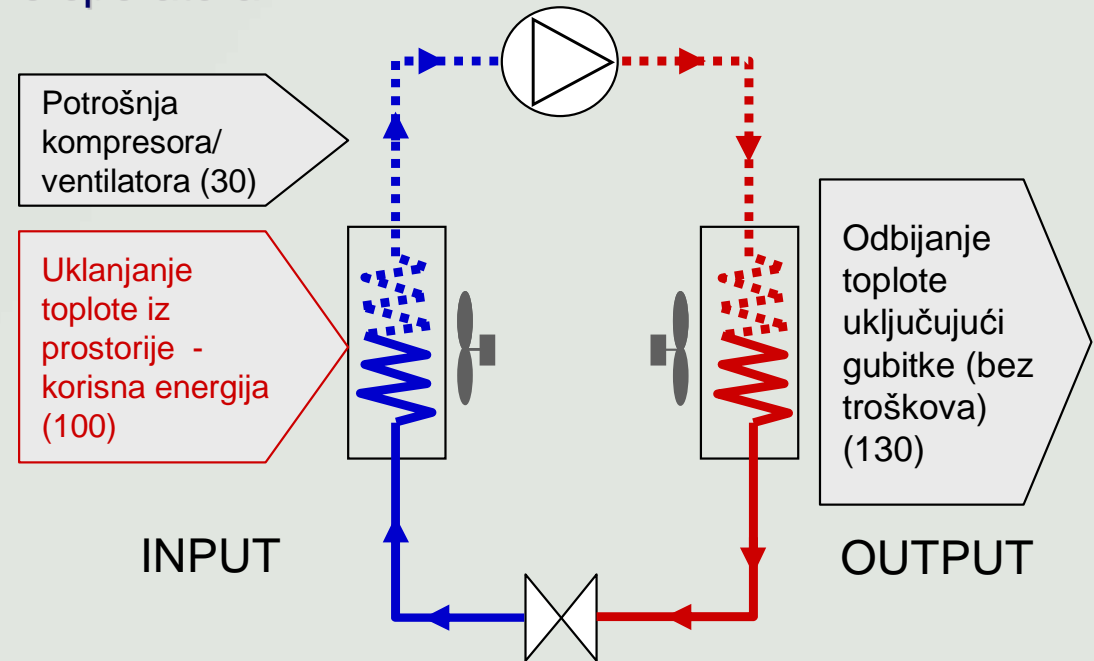 Potrošnja
kompresora/
ventilatora (30)
Uklanjanje
toplote iz
prostorije -
korisna energija
(100)
Odbijanje
toplote
uključujući
gubitke (bez
troškova)
(130)
INPUT
OUTPUT